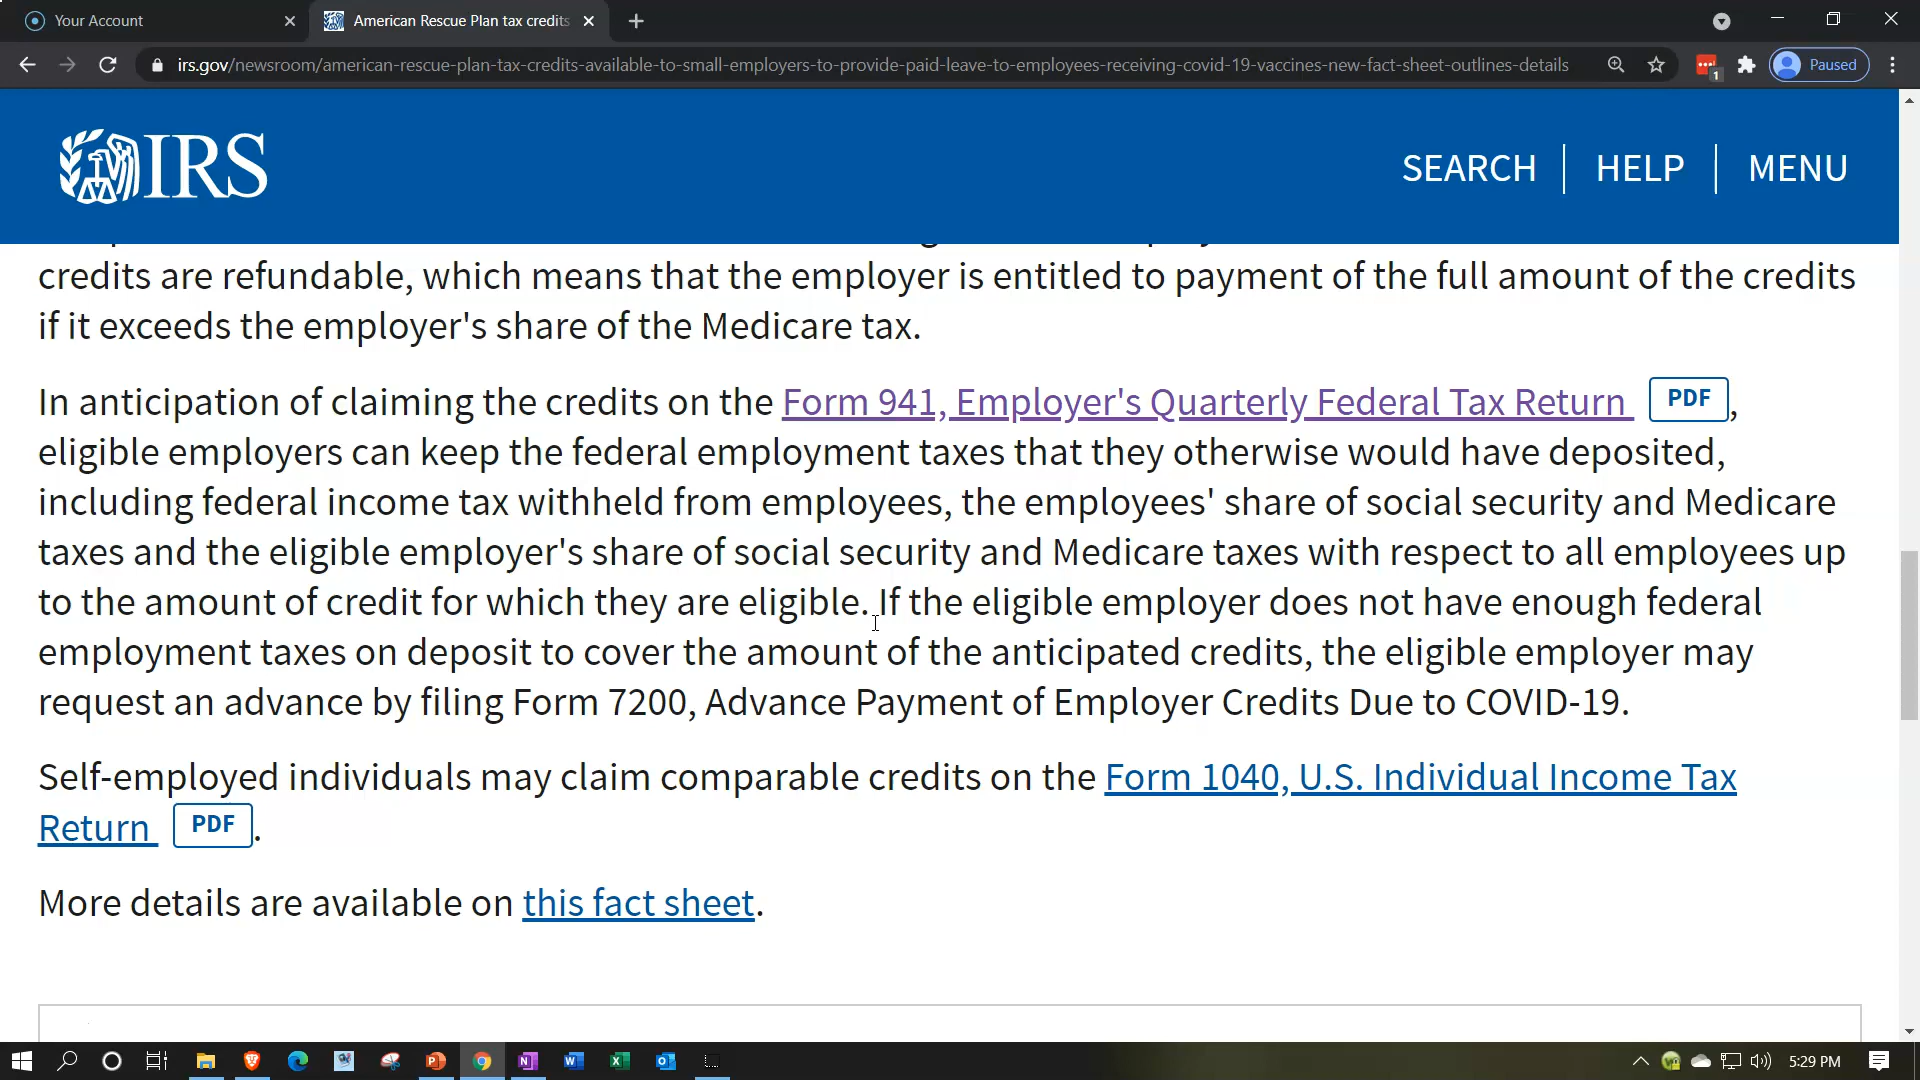 Your Account
American Rescue Plan tax credits
irs.gov/newsroom/american-rescue-plan-tax-credits-available-to-small-employers-to-provide-paid-leave-to-employees-receiving-covid-19-vaccines-new-fact-sheet-outlines-details
1
Paused
IRS
SEARCH
HELP
MENU
credits are refundable, which means that the employer is entitled to payment of the full amount of the credits
if it exceeds the employer's share of the Medicare tax.
In anticipation of claiming the credits on the Form 941, Employer's Quarterly Federal Tax Return PDF,
eligible employers can keep the federal employment taxes that they otherwise would have deposited,
including federal income tax withheld from employees, the employees' share of social security and Medicare
taxes and the eligible employer's share of social security and Medicare taxes with respect to all employees up
to the amount of credit for which they are eligible. If the eligible employer does not have enough federal
employment taxes on deposit to cover the amount of the anticipated credits, the eligible employer may
request an advance by filing Form 7200, Advance Payment of Employer Credits Due to COVID-19.
Self-employed individuals may claim comparable credits on the Form 1040, U.S. Individual Income Tax
Return PDF.
More details are available on this fact sheet.
5:29 PM